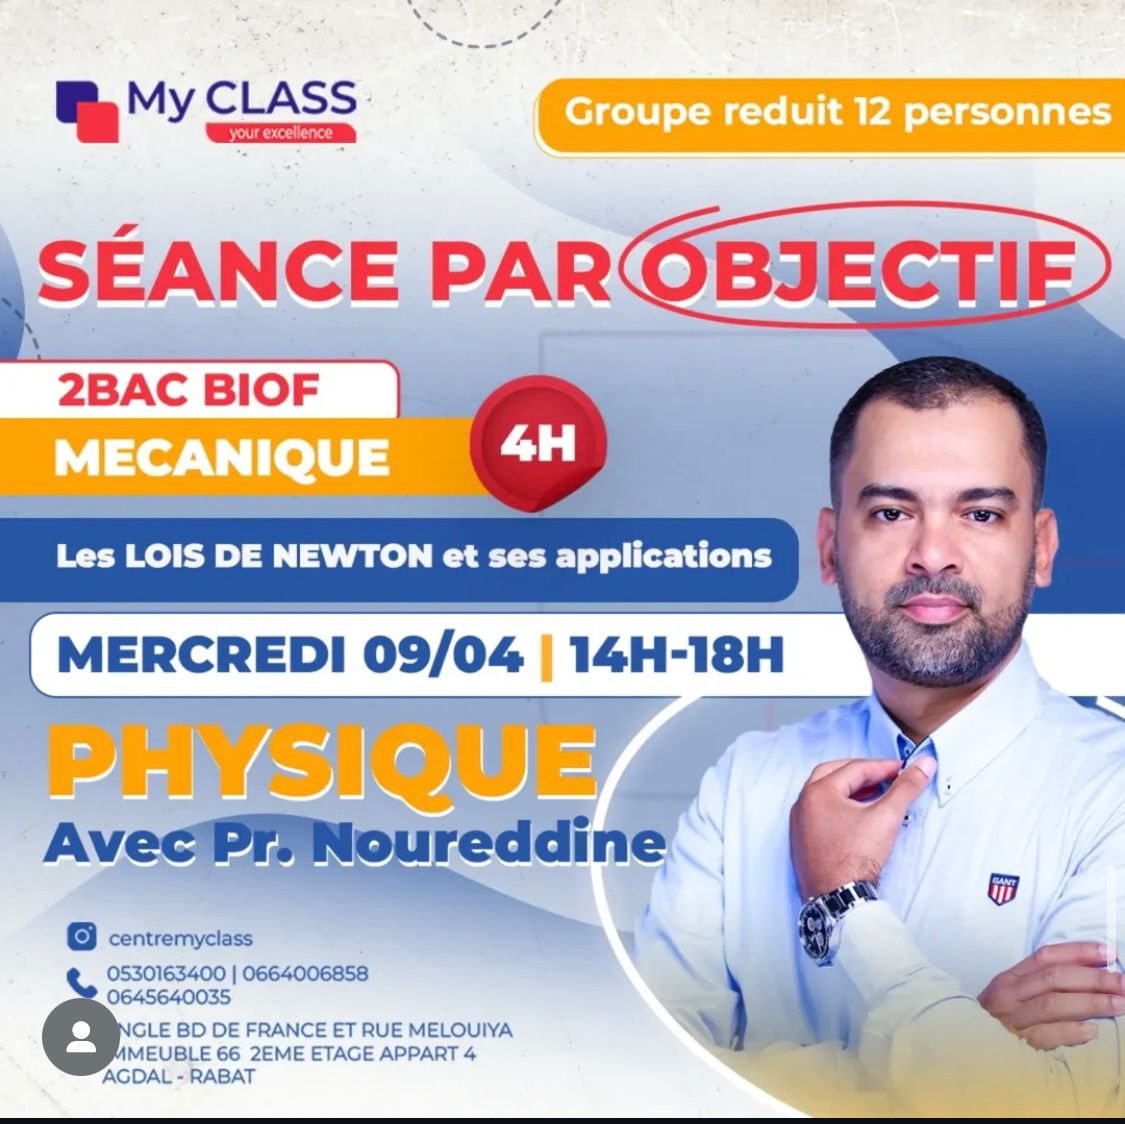 My CLASS
your excellence
Groupe reduit 12 personnes
SÉANCE PAR OBJECTIF
2BAC BIOF
MECANIQUE
4H
Les LOIS DE NEWTON et ses applications
MERCREDI 09/04 | 14H-18H
PHYSIQUE
Avec Pr. Noureddine
GANT
centremyclass
0530163400 | 0664006858
0645640035
NGLE BD DE FRANCE ET RUE MELOUIYA
MMEUBLE 66 2EME ETAGE APPART 4
AGDAL - RABAT